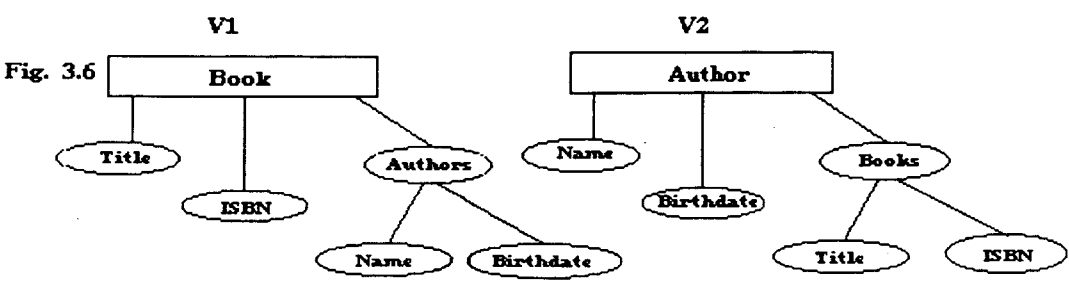 V1 V2
Fig. 3.6 Book Author
Title Authors Name Books
ISBN Birthdate
Name Birthdate Title ISBN